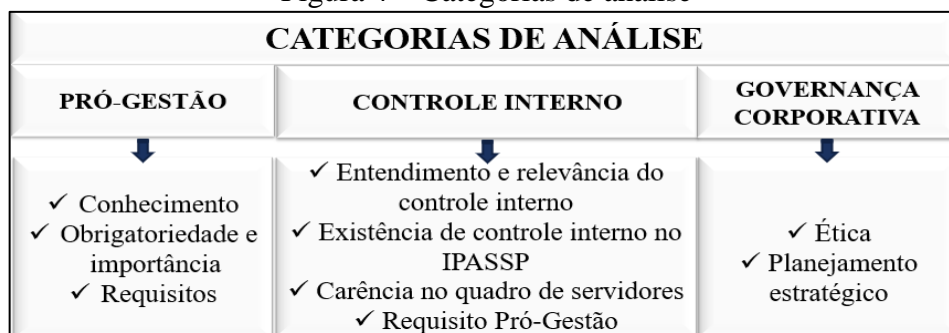 CATEGORIAS DE ANÁLISE
PRÓ-GESTÃO
CONTROLE INTERNO
GOVERNANÇA
CORPORATIVA
✓ Conhecimento
✓ Obrigatoriedade e
importância
✓ Requisitos
✓ Entendimento e relevância do
controle interno
✓ Existência de controle interno no
IPASSP
✓ Carência no quadro de servidores
✓ Requisito Pró-Gestão
✓ Ética
✓ Planejamento
estratégico